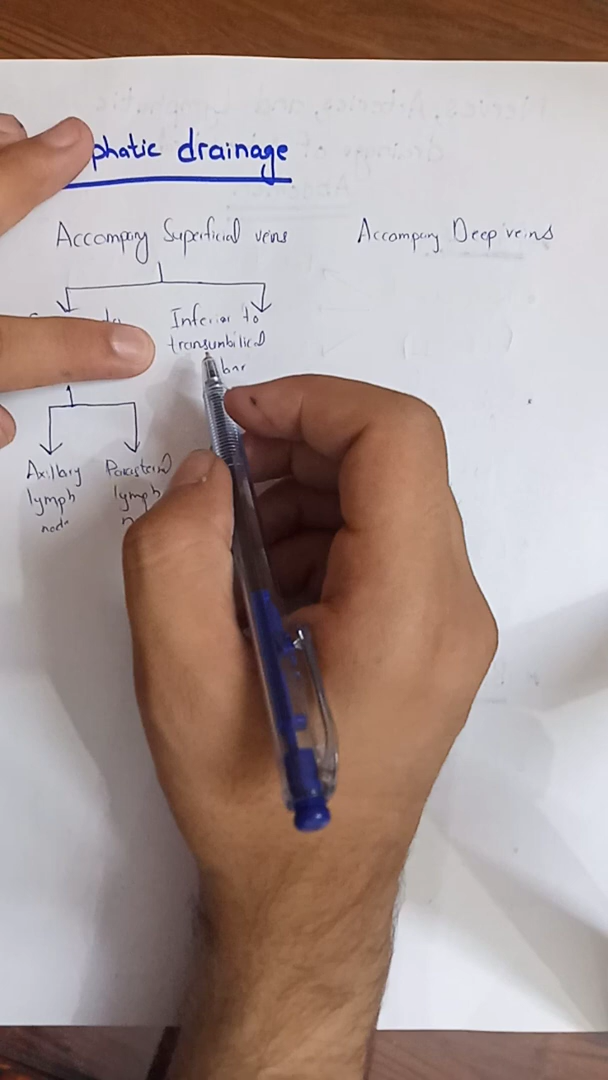 phatic drainage
Accompany Superficial veins
Accompany Deep veins
Inferior to
transumbilical
Axillary
lymph
node
Parasternal
lymph